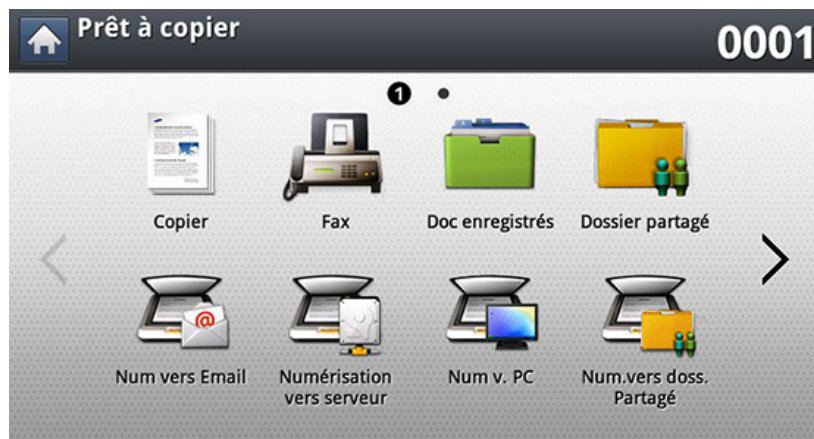 Prêt à copier
0001
1
Copier
Fax
Doc enregistrés
Dossier partagé
Num vers Email
Numérisation
vers serveur
Num v. PC
Num.vers doss.
Partagé